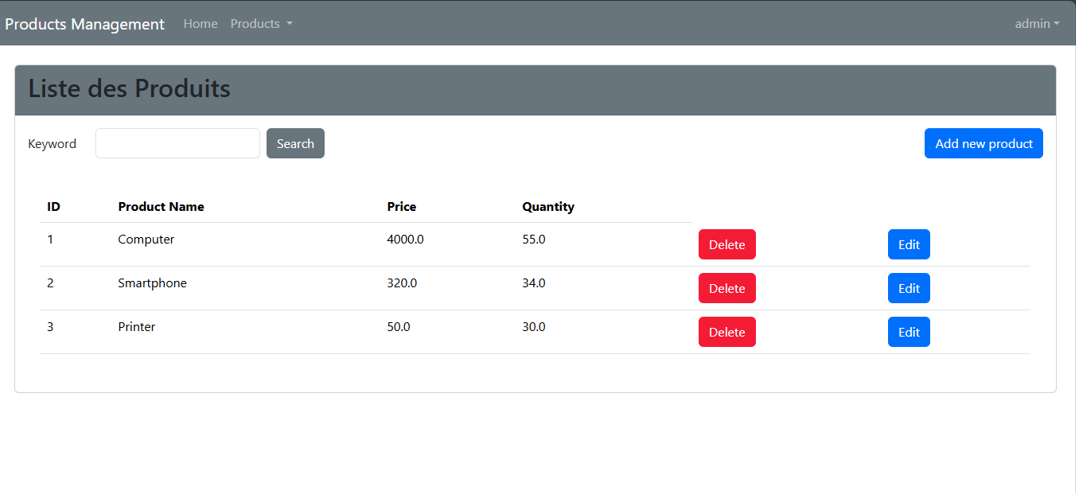 Products Management Home Products admin
Liste des Produits
Keyword Search Add new product
ID Product Name Price Quantity
1 Computer 4000.0 55.0 Delete Edit
2 Smartphone 320.0 34.0 Delete Edit
3 Printer 50.0 30.0 Delete Edit